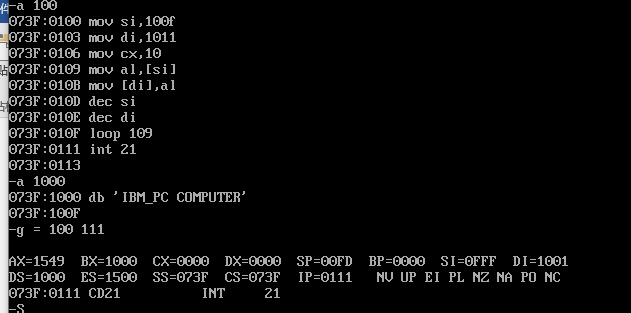 -a 100
073F:0100 mov si,100f
073F:0103 mov di,1011
073F:0106 mov cx,10
073F:0109 mov al,[si]
073F:010B mov [di],al
073F:010D dec si
073F:010E dec di
073F:010F loop 109
073F:0111 int 21
073F:0113
-a 1000
073F:1000 db 'IBM_PC COMPUTER'
073F:100F
-g = 100 111
AX=1549 BX=1000 CX=0000 DX=0000 SP=00FD BP=0000 SI=0FFF DI=1001
DS=1000 ES=1500 SS=073F CS=073F IP=0111 NV UP EI PL NZ NA PO NC
073F:0111 CD21 INT 21
-S